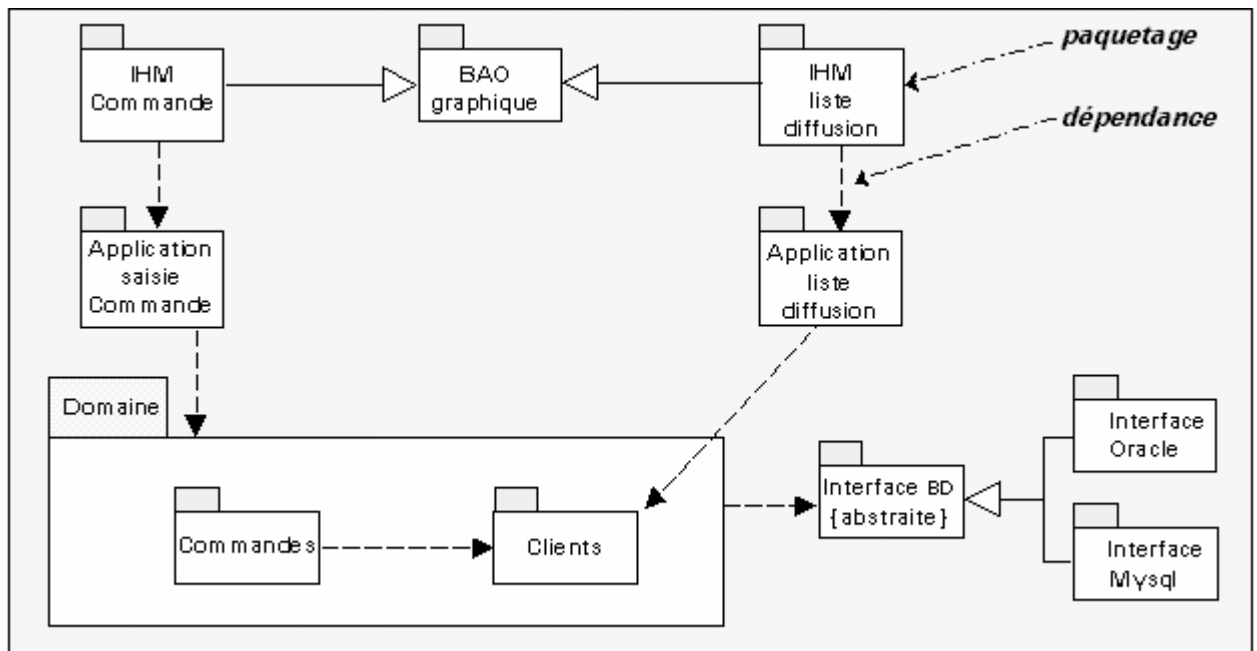 IHM
Commande
BAO
graphique
IHM
liste
diffusion
paquetage
dépendance
Application
saisie
Commande
Application
liste
diffusion
Domaine
Commandes
Clients
Interface BD
{abstraite}
Interface
Oracle
Interface
Mysql